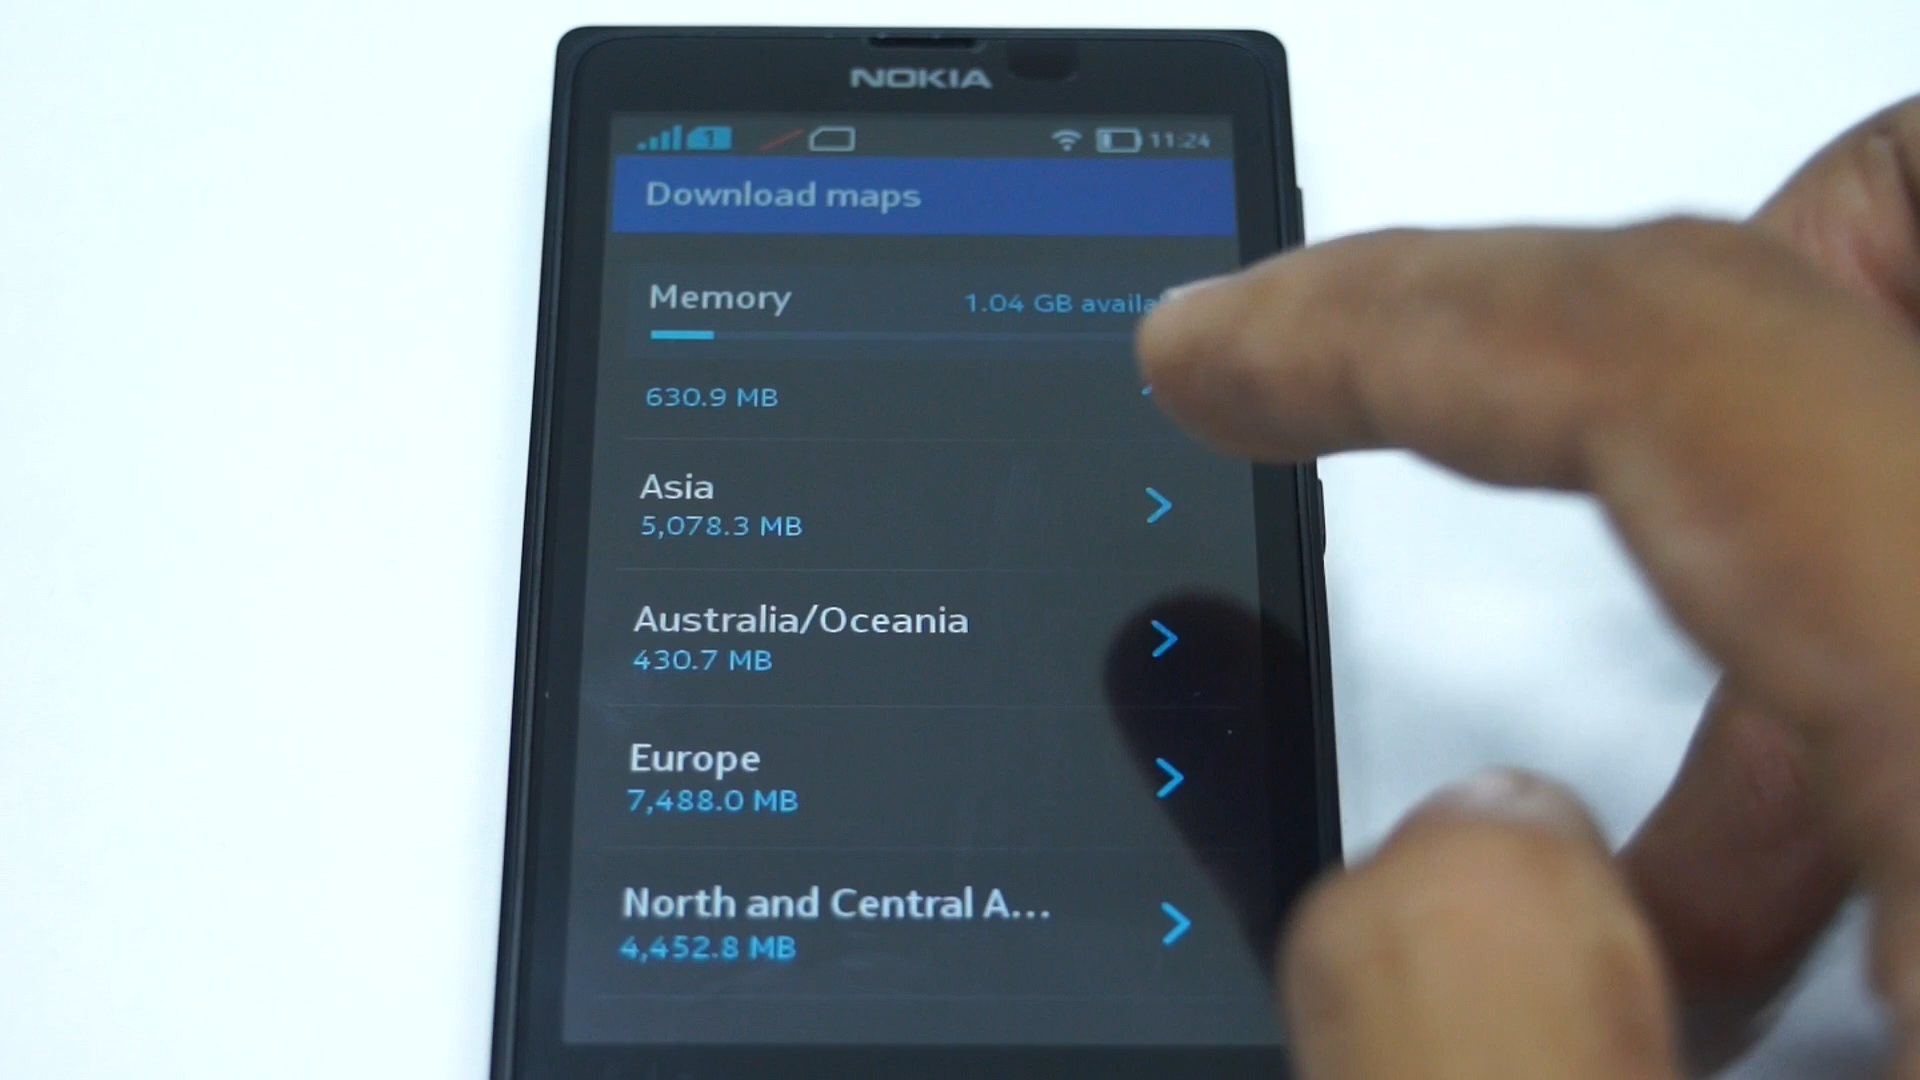 NOKIA
1 11:24
Download maps
Memory 1.04 GB
630.9 MB
Asia
5,078.3 MB
Australia/Oceania
430.7 MB
Europe
7,488.0 MB
North and Central A...
4,452.8 MB